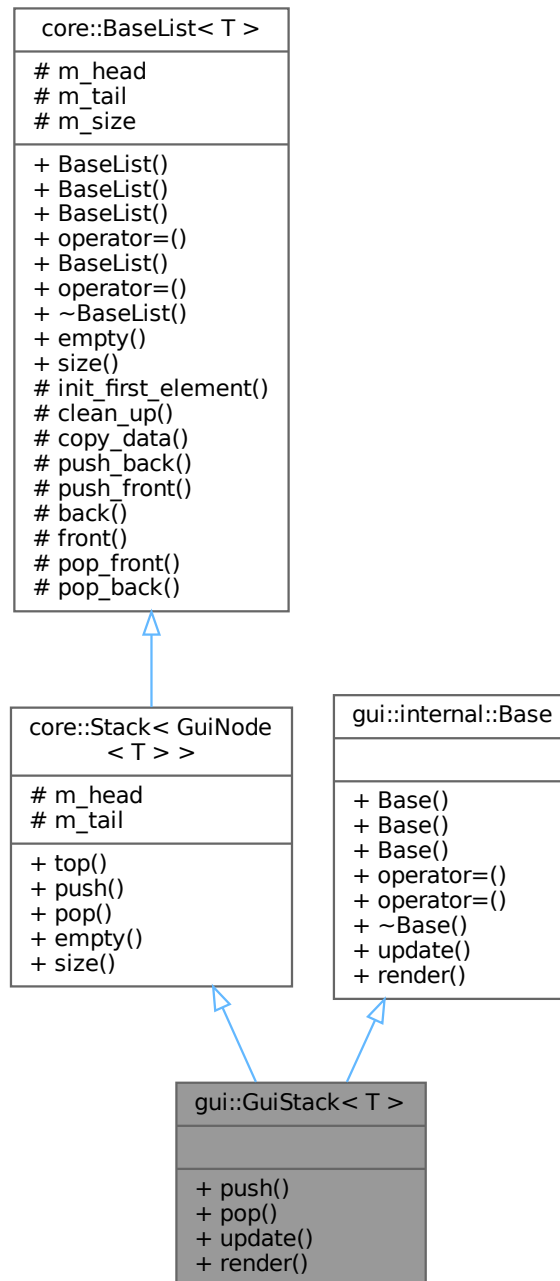 core::BaseList< T >
# m_head
# m_tail
# m_size
+ BaseList()
+ BaseList()
+ BaseList()
+ operator=()
+ BaseList()
+ operator=()
+ ~BaseList()
+ empty()
+ size()
# init_first_element()
# clean_up()
# copy_data()
# push_back()
# push_front()
# back()
# front()
# pop_front()
# pop_back()
core::Stack< GuiNode
< T > >
# m_head
# m_tail
+ top()
+ push()
+ pop()
+ empty()
+ size()
gui::internal::Base
+ Base()
+ Base()
+ Base()
+ operator=()
+ operator=()
+ ~Base()
+ update()
+ render()
gui::GuiStack< T >
+ push()
+ pop()
+ update()
+ render()